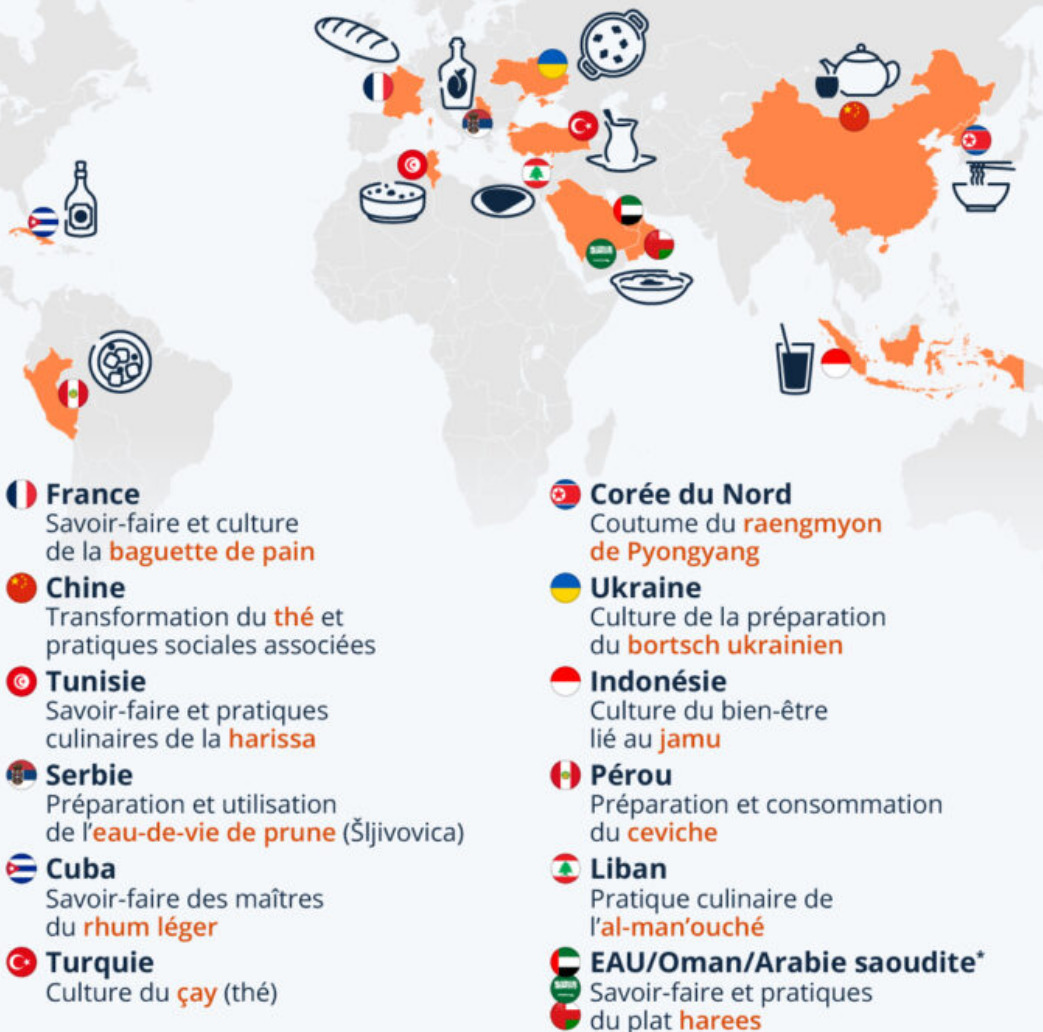 France
Savoir-faire et culture
de la baguette de pain
Chine
Transformation du thé et
pratiques sociales associées
Tunisie
Savoir-faire et pratiques
culinaires de la harissa
Serbie
Préparation et utilisation
de l'eau-de-vie de prune (Šljivovica)
Cuba
Savoir-faire des maîtres
du rhum léger
Turquie
Culture du çay (thé)
Corée du Nord
Coutume du raengmyon
de Pyongyang
Ukraine
Culture de la préparation
du bortsch ukrainien
Indonésie
Culture du bien-être
lié au jamu
Pérou
Préparation et consommation
du ceviche
Liban
Pratique culinaire de
l'al-man'ouché
EAU/Oman/Arabie saoudite*
Savoir-faire et pratiques
du plat harees